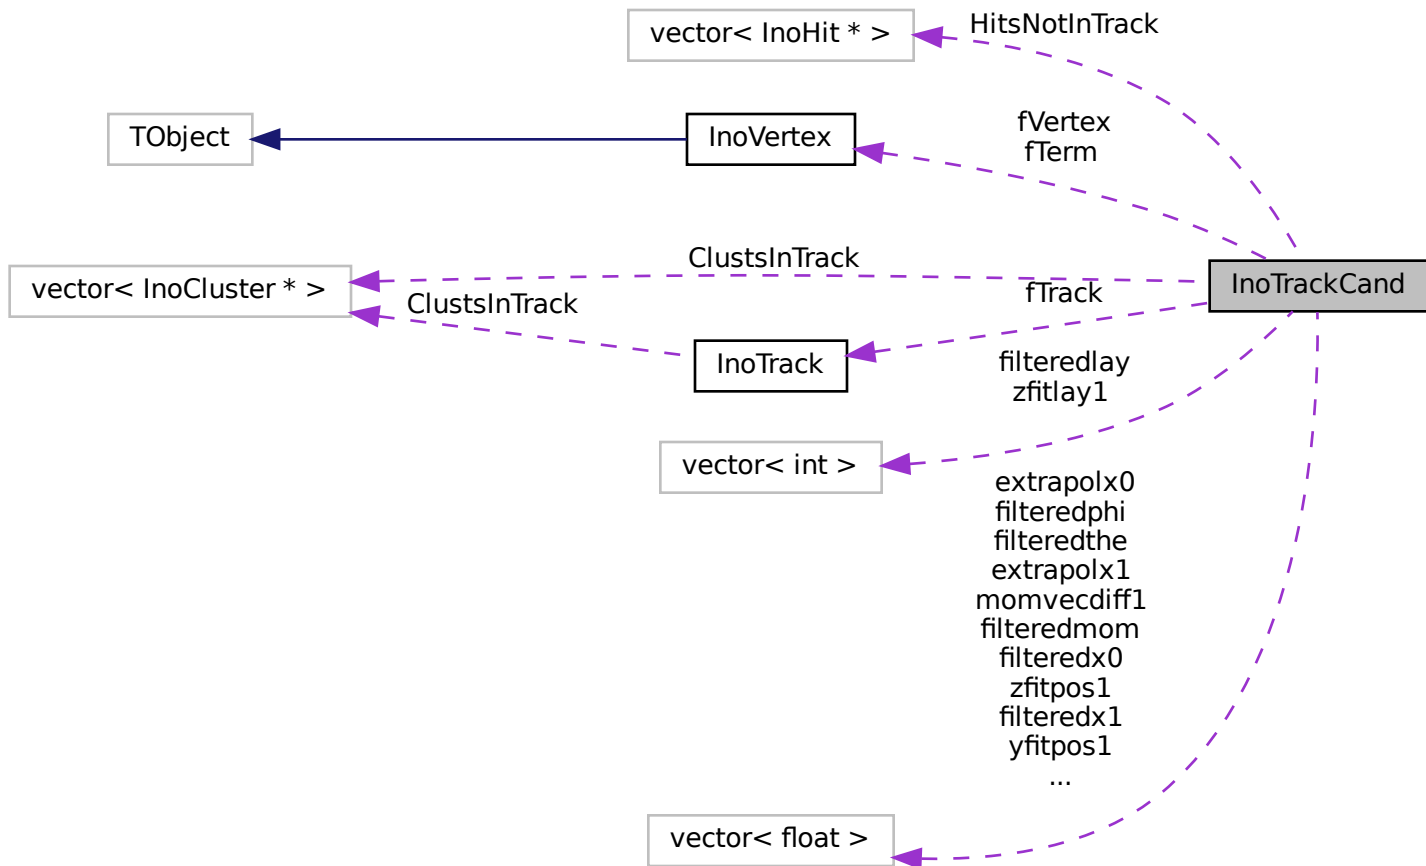 vector< InoHit * >
HitsNotInTrack
TObject
InoVertex
fVertex
fTerm
vector< InoCluster * >
ClustsInTrack
InoTrackCand
ClustsInTrack
fTrack
InoTrack
filteredlay
zfitlay1
vector< int >
extrapolx0
filteredphi
filteredthe
extrapolx1
momvecdiff1
filteredmom
filteredx0
zfitpos1
filteredx1
yfitpos1
...
vector< float >